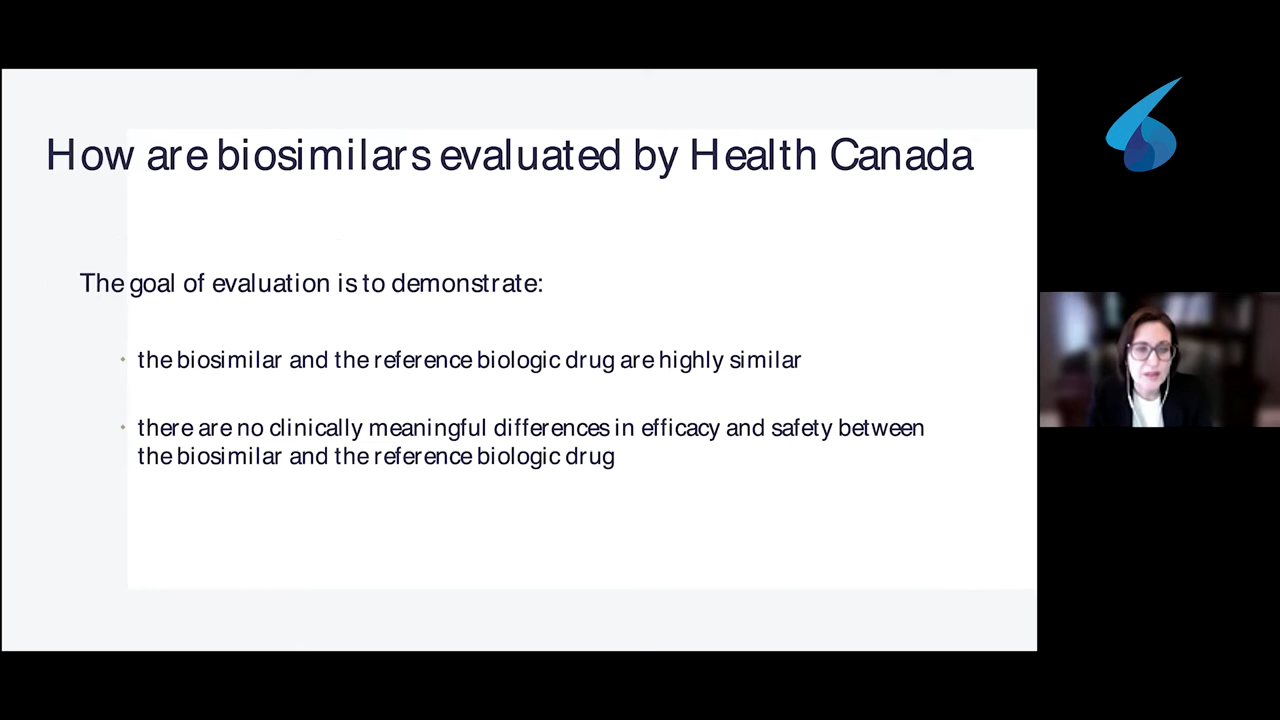 How are biosimilars evaluated by Health Canada
The goal of evaluation is to demonstrate:
the biosimilar and the reference biologic drug are highly similar
there are no clinically meaningful differences in efficacy and safety between
the biosimilar and the reference biologic drug